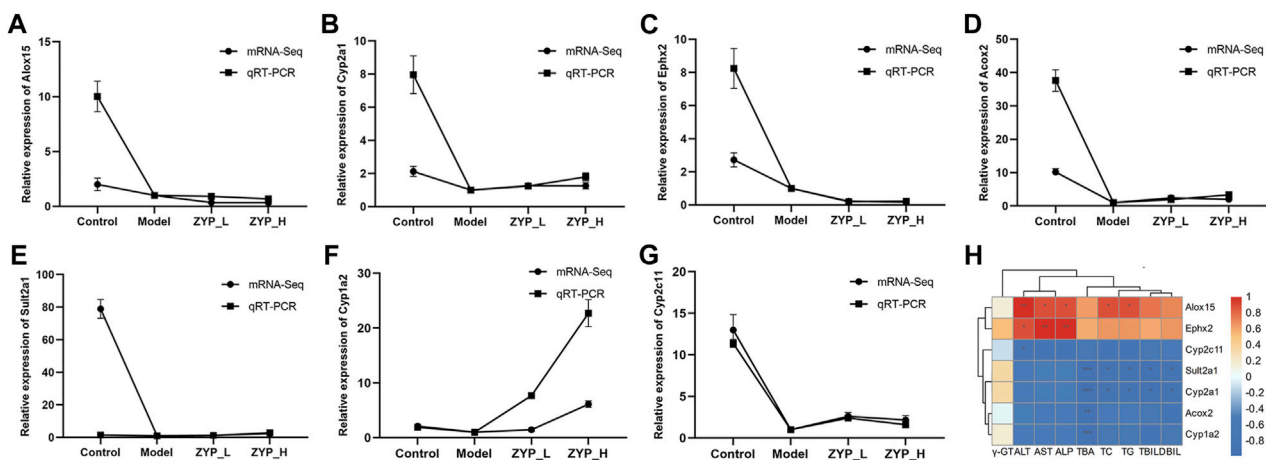 A
Relative expression of Alox15
15
10
5
0
mRNA-Seq
qRT-PCR
Control Model ZYP_L ZYP_H
B
Relative expression of Cyp2a1
10
8
6
4
2
0
mRNA-Seq
qRT-PCR
Control Model ZYP_L ZYP_H
C
Relative expression of Ephx2
10
8
6
4
2
0
mRNA-Seq
qRT-PCR
Control Model ZYP_L ZYP_H
D
Relative expression of Acox2
50
40
30
20
10
0
mRNA-Seq
qRT-PCR
Control Model ZYP_L ZYP_H
E
Relative expression of Sult2a1
100
80
60
40
20
0
mRNA-Seq
qRT-PCR
Control Model ZYP_L ZYP_H
F
Relative expression of Cyp1a2
30
20
10
0
mRNA-Seq
qRT-PCR
Control Model ZYP_L ZYP_H
G
Relative expression of Cyp2c11
20
15
10
5
0
mRNA-Seq
qRT-PCR
Control Model ZYP_L ZYP_H
H
Alox15
Ephx2
Cyp2c11
Sult2a1
Cyp2a1
Acox2
Cyp1a2
γ-GT ALT AST ALP TBA TC TG TBIL DBIL
1
0.8
0.6
0.4
0.2
0
-0.2
-0.4
-0.6
-0.8